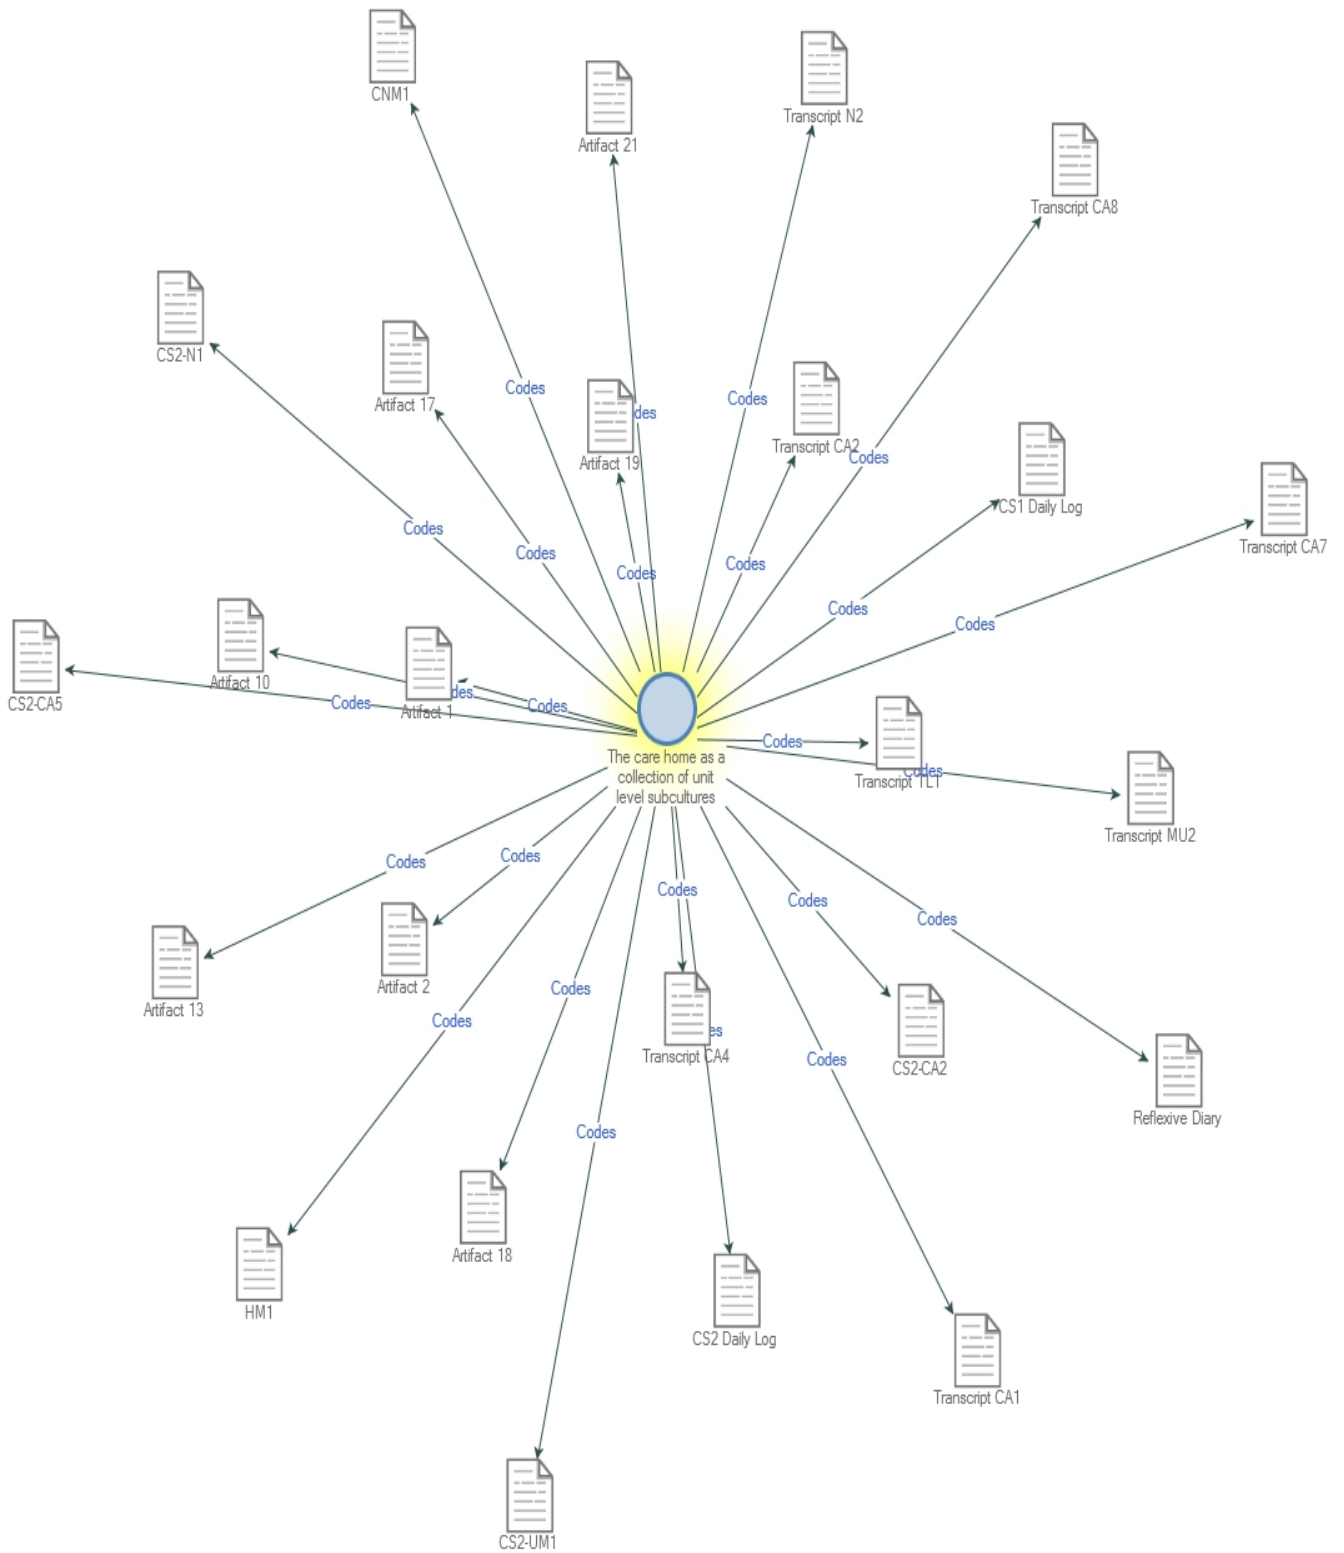 CNM1
Artifact 21
Transcript N2
Transcript CA8
CS2-N1
Artifact 17
Codes
des
Codes
Artifact 19
Transcript CA2
Codes
CS1 Daily Log
Transcript CA7
Codes
Codes
Codes
Codes
Codes
Codes
CS2-CA5
Artifact 10
Codes
Artifact 1
des
Codes
The care home as a
collection of unit
level subcultures
Codes
Transcript TL1
Codes
Transcript MU2
Codes
Codes
Codes
Codes
Codes
Artifact 13
Artifact 2
Codes
Codes
Transcript CA4
es
CS2-CA2
Codes
Reflexive Diary
Codes
HM1
Artifact 18
CS2 Daily Log
Transcript CA1
CS2-UM1